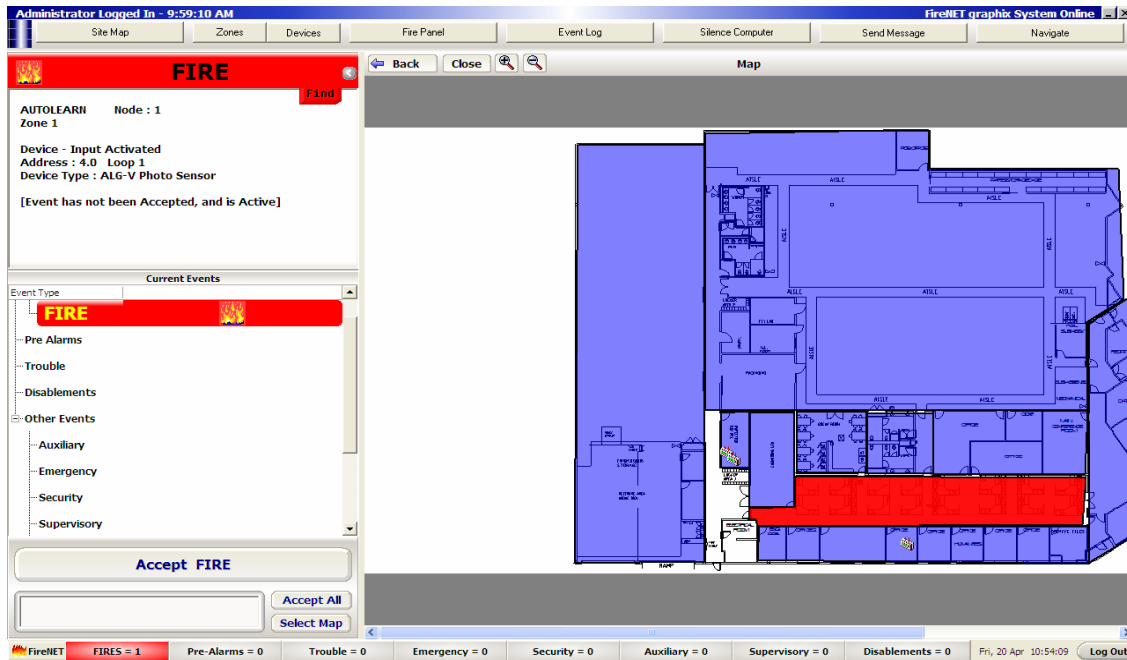 Administrator Logged In - 9:59:10 AM
FireNET graphix System Online
Site Map
Zones
Devices
Fire Panel
Event Log
Silence Computer
Send Message
Navigate
FIRE
Find
AUTOLEARN Node : 1
Zone 1
Device - Input Activated
Address : 4.0 Loop 1
Device Type : ALG-V Photo Sensor
[Event has not been Accepted, and is Active]
Current Events
Event Type
FIRE
Pre Alarms
Trouble
Disablements
Other Events
Auxiliary
Emergency
Security
Supervisory
Accept FIRE
Accept All
Select Map
Back
Close
Map
AISLE
AISLE
AISLE
AISLE
AISLE
AISLE
AISLE
AISLE
AISLE
AISLE
AISLE
OFFICE
OFFICE
ELECTRICAL
ROOM
RAMP
FireNET
FIRES = 1
Pre-Alarms = 0
Trouble = 0
Emergency = 0
Security = 0
Auxiliary = 0
Supervisory = 0
Disablements = 0
Fri, 20 Apr 10:54:09
Log Out